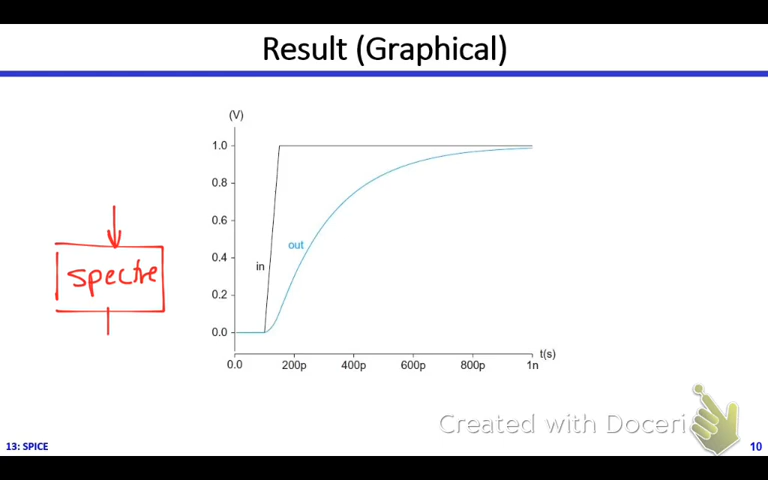 Result (Graphical)
(V)
1.0
0.8
0.6
0.4
0.2
0.0
out
in
spectre
0.0 200p 400p 600p 800p 1n
t(s)
Created with Doceri
13: SPICE
10